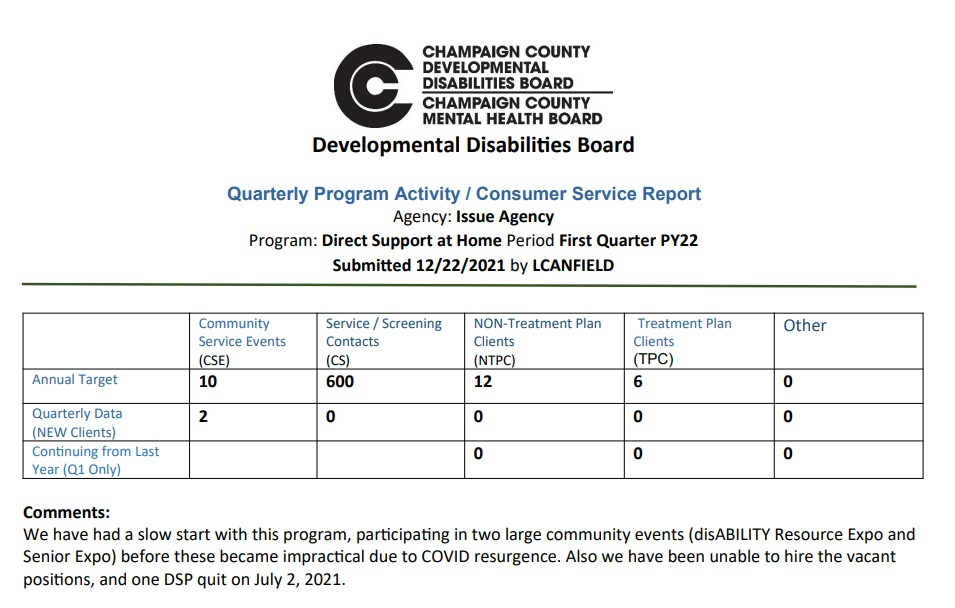 CHAMPAIGN COUNTY
DEVELOPMENTAL
DISABILITIES BOARD
CHAMPAIGN COUNTY
MENTAL HEALTH BOARD
Developmental Disabilities Board
Quarterly Program Activity / Consumer Service Report
Agency: Issue Agency
Program: Direct Support at Home Period First Quarter PY22
Submitted 12/22/2021 by LCANFIELD
Community
Service Events
(CSE)
Service / Screening
Contacts
(CS)
NON-Treatment Plan
Clients
(NTPC)
Treatment Plan
Clients
(TPC)
Other
Annual Target 10 600 12 6 0
Quarterly Data
(NEW Clients) 2 0 0 0 0
Continuing from Last
Year (Q1 Only) 0 0 0
Comments:
We have had a slow start with this program, participating in two large community events (disABILITY Resource Expo and
Senior Expo) before these became impractical due to COVID resurgence. Also we have been unable to hire the vacant
positions, and one DSP quit on July 2, 2021.